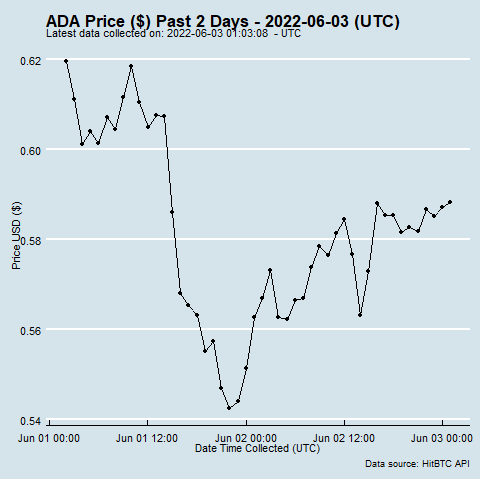 ADA Price ($) Past 2 Days - 2022-06-03 (UTC)
Latest data collected on: 2022-06-03 01:03:08 - UTC
0.62
0.60
0.58
0.56
0.54
Price USD ($)
Jun 01 00:00 Jun 01 12:00 Jun 02 00:00 Jun 02 12:00 Jun 03 00:00
Date Time Collected (UTC)
Data source: HitBTC API